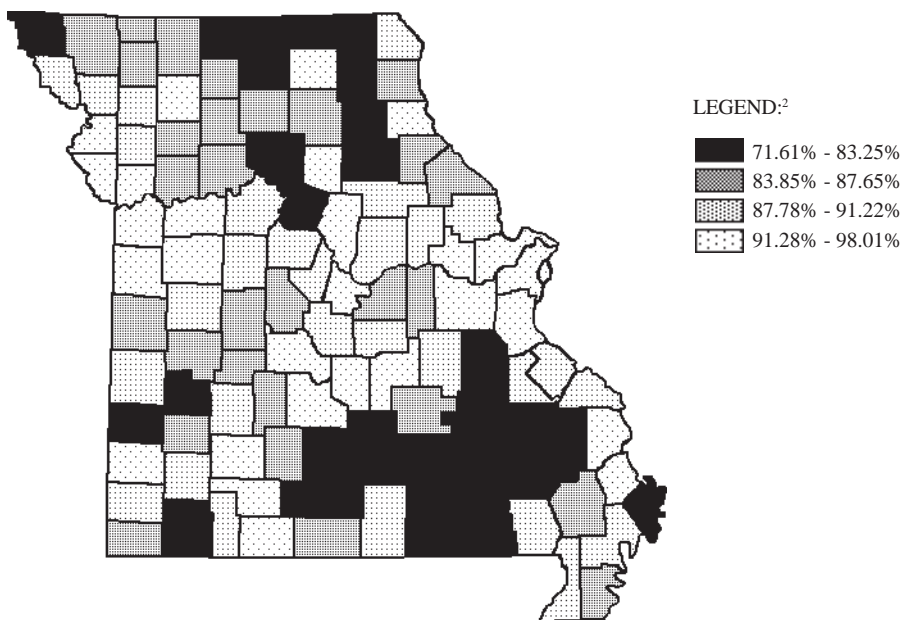 LEGEND:2
71.61% - 83.25%
83.85% - 87.65%
87.78% - 91.22%
91.28% - 98.01%